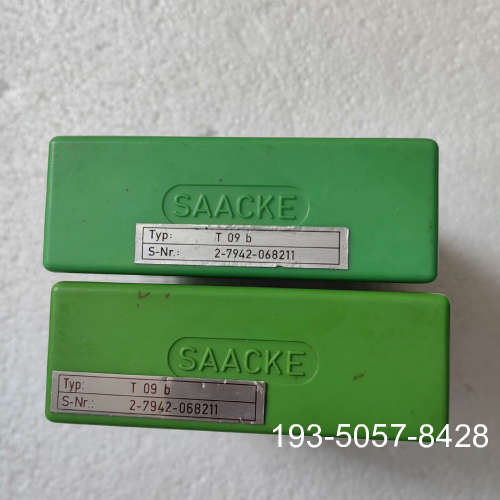 SAACKE
Typ: T 09 b
S-Nr.: 2-7942-068211
SAACKE
Typ: T 09 b
S-Nr.: 2-7942-068211
193-5057-8428